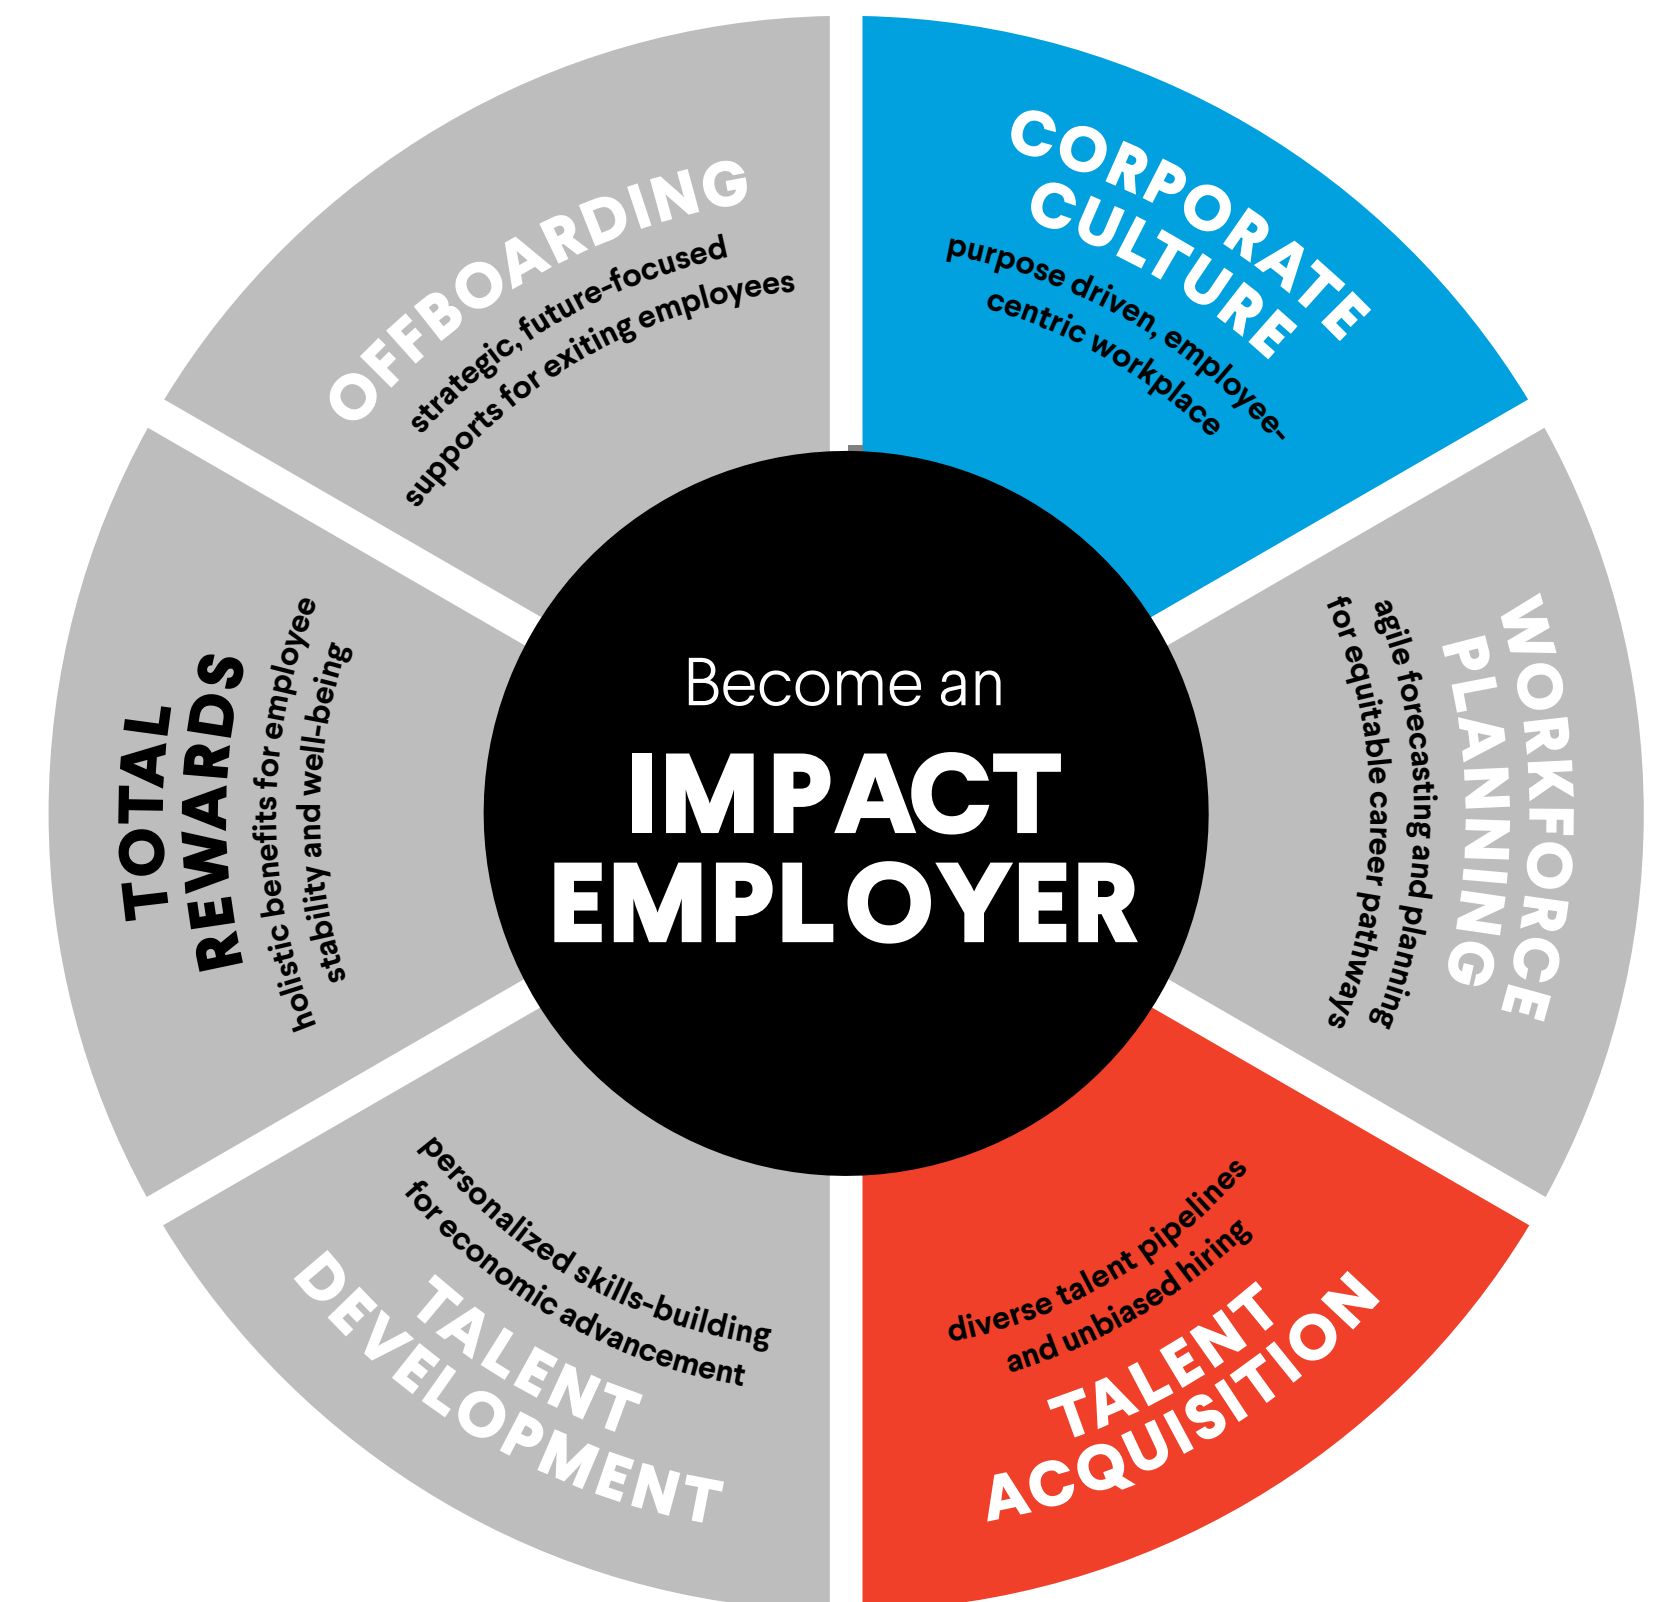 Become an
IMPACT
EMPLOYER
CORPORATE
CULTURE
purpose driven, employee-
centric workplace
WORKFORCE
PLANNING
agile forecasting and planning
for equitable career pathways
diverse talent pipelines
and unbiased hiring
TALENT
ACQUISITION
personalized skills-building
for economic advancement
TALENT
DEVELOPMENT
TOTAL
REWARDS
holistic benefits for employee
stability and well-being
OFFBOARDING
strategic, future-focused
supports for exiting employees